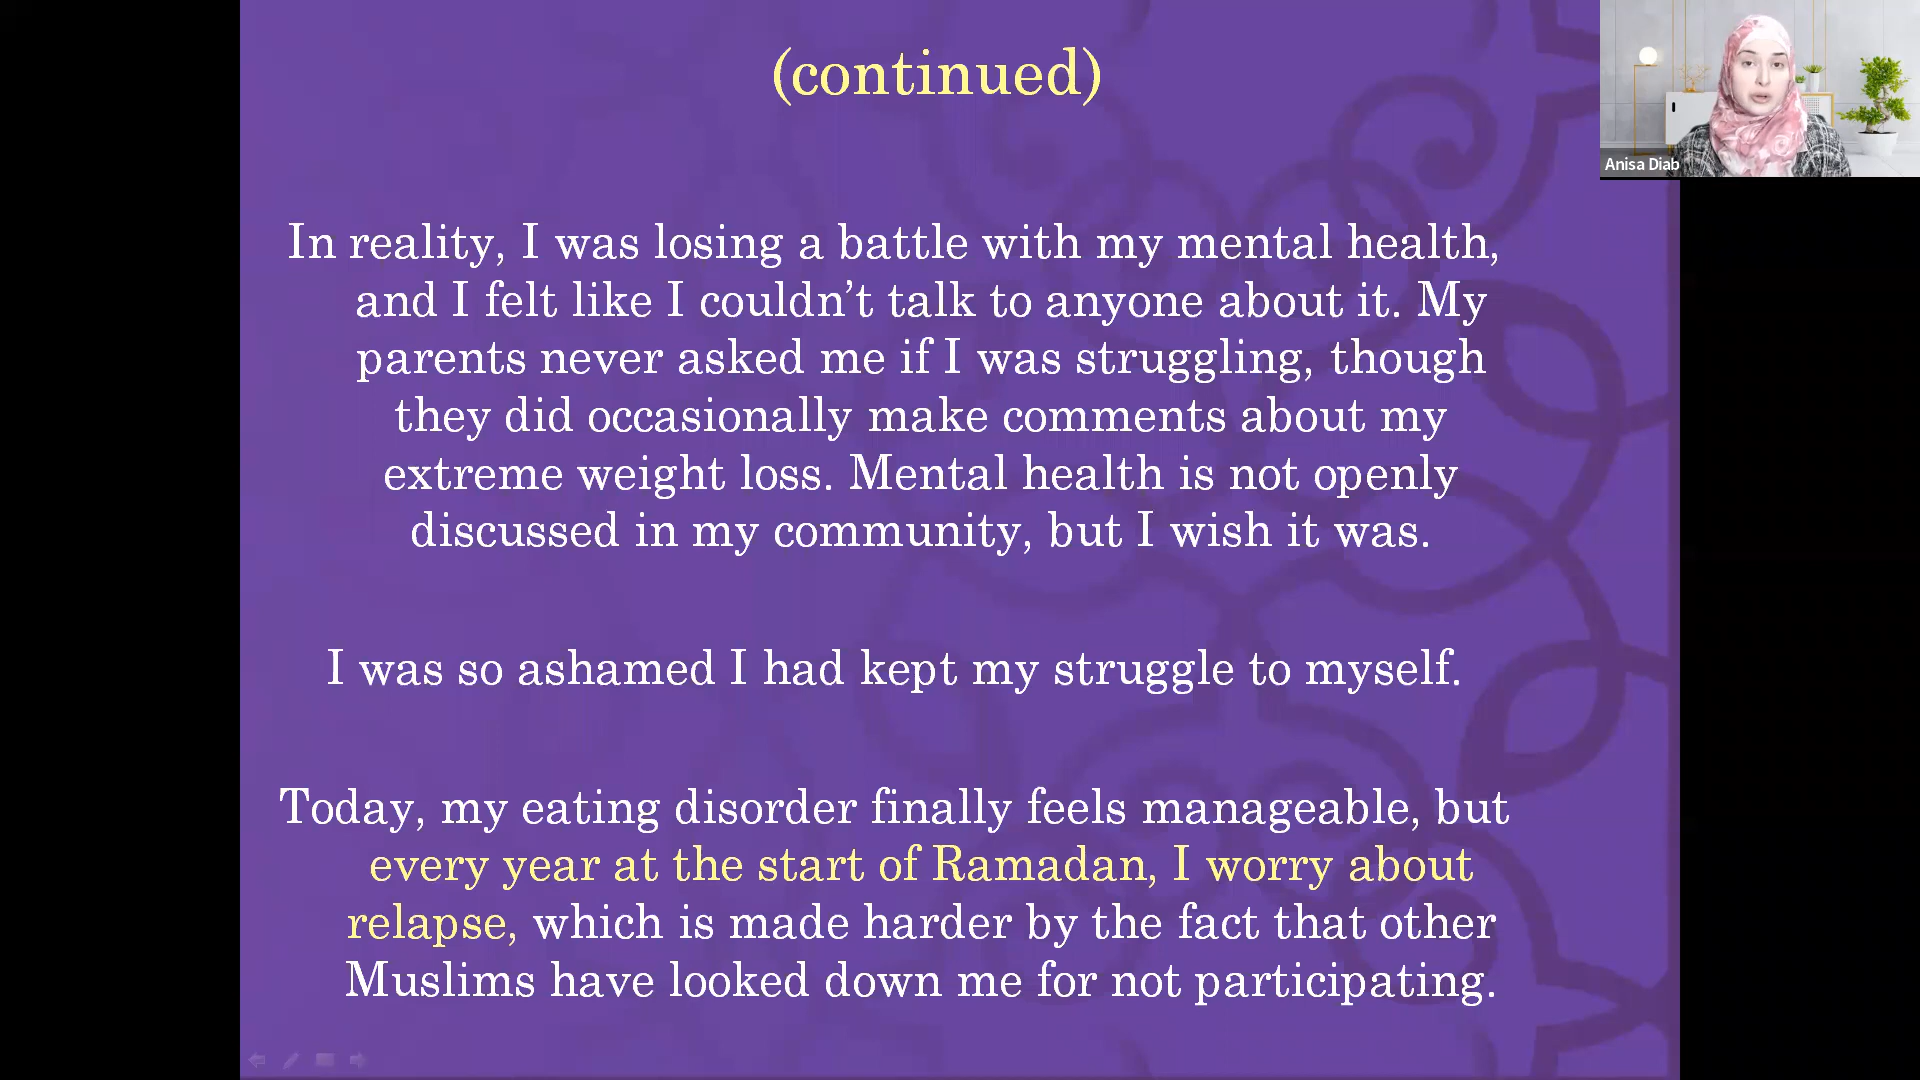 (continued)
Anisa Diab
In reality, I was losing a battle with my mental health,
and I felt like I couldn’t talk to anyone about it. My
parents never asked me if I was struggling, though
they did occasionally make comments about my
extreme weight loss. Mental health is not openly
discussed in my community, but I wish it was.
I was so ashamed I had kept my struggle to myself.
Today, my eating disorder finally feels manageable, but
every year at the start of Ramadan, I worry about
relapse, which is made harder by the fact that other
Muslims have looked down me for not participating.